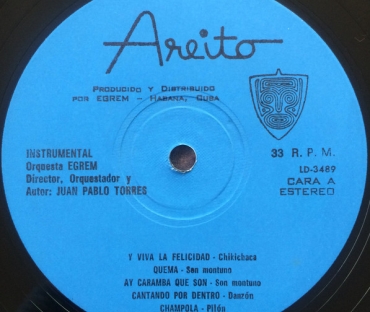 Areito
PRODUCIDO Y DISTRIBUIDO
POR EGREM - HABANA, CUBA
INSTRUMENTAL
Orquesta EGREM
Director, Orquestador y
Autor: JUAN PABLO TORRES
33 R. P. M.
LD-3489
CARA A
ESTEREO
Y VIVA LA FELICIDAD - Chikichaca
QUEMA - Son montuno
AY CARAMBA QUE SON - Son montuno
CANTANDO POR DENTRO - Danzón
CHAMPOLA - Pilón